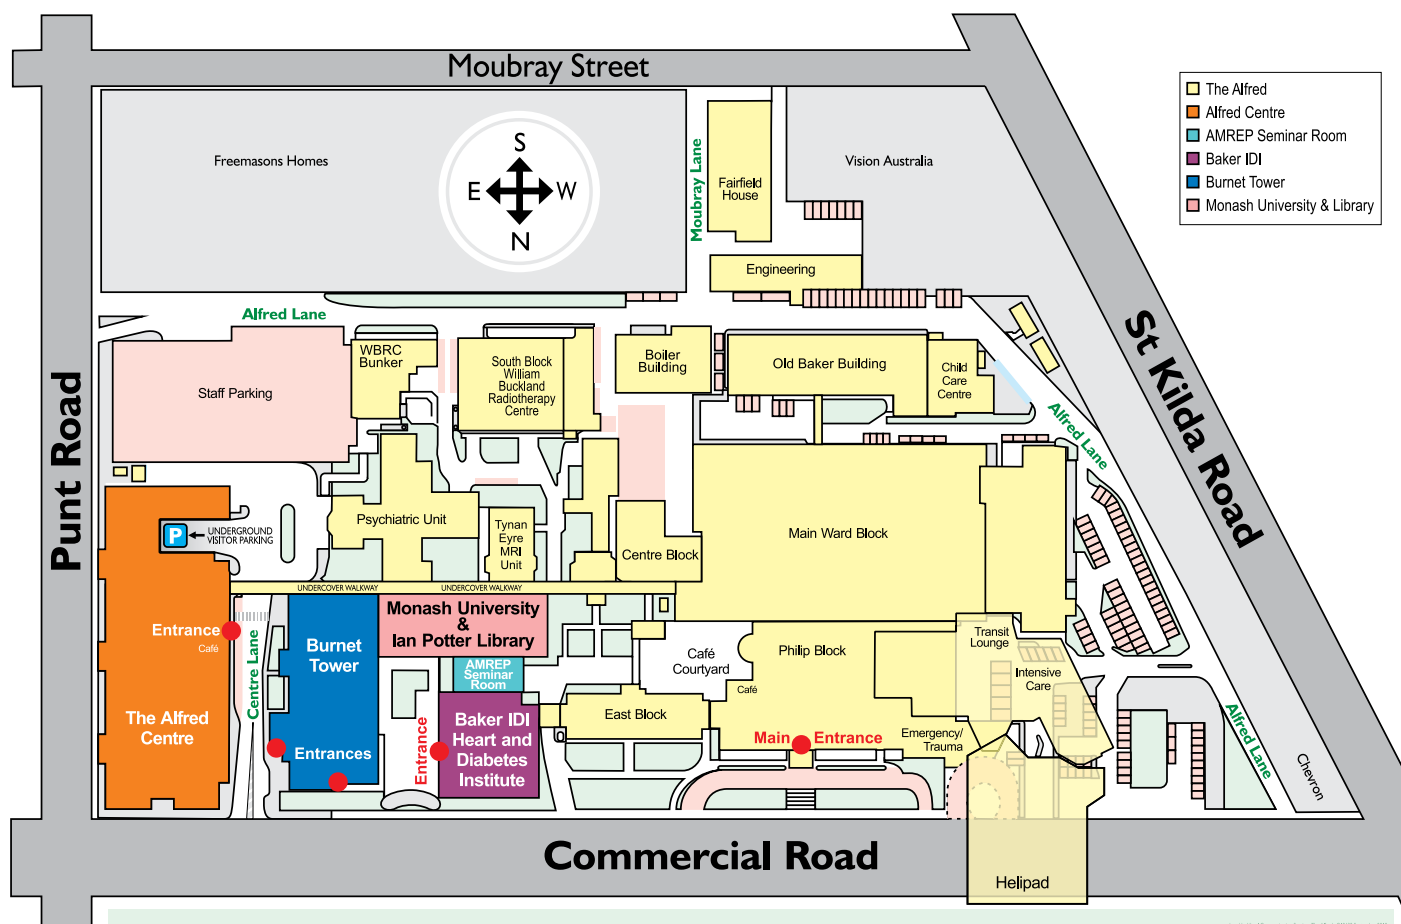 Moubray Street
The Alfred
Alfred Centre
AMREP Seminar Room
Baker IDI
Burnet Tower
Monash University & Library
Freemasons Homes
S
E
W
N
Moubray Lane
Fairfield
House
Vision Australia
Engineering
Alfred Lane
St Kilda Road
Punt Road
Staff Parking
WBRC
Bunker
South Block
William
Buckland
Radiotherapy
Centre
Boiler
Building
Old Baker Building
Child
Care
Centre
Alfred Lane
P
UNDERGROUND
VISITOR PARKING
Psychiatric Unit
Tynan
Eyre
MRI
Unit
Centre Block
Main Ward Block
UNDERCOVER WALKWAY
UNDERCOVER WALKWAY
Entrance
Café
Centre Lane
Burnet
Tower
Monash University
&
Ian Potter Library
AMREP
Seminar
Room
Café
Courtyard
Philip Block
Café
Transit
Lounge
Intensive
Care
The Alfred
Centre
Entrances
Entrance
Baker IDI
Heart and
Diabetes
Institute
East Block
Main Entrance
Emergency/
Trauma
Alfred Lane
Chevron
Commercial Road
Helipad